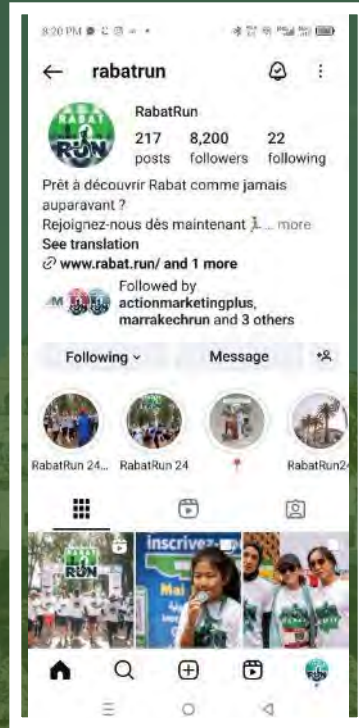 8:20 PM
rabatrun
RABAT
RUN
RabatRun
217 8,200 22
posts followers following
Prêt à découvrir Rabat comme jamais
auparavant ?
Rejoignez-nous dès maintenant ... more
See translation
www.rabat.run/ and 1 more
Followed by
actionmarketingplus,
marrakechrun and 3 others
Following Message
RabatRun 24... RabatRun 24 RabatRun2
RABAT
RUN
inscrivez-
Mai